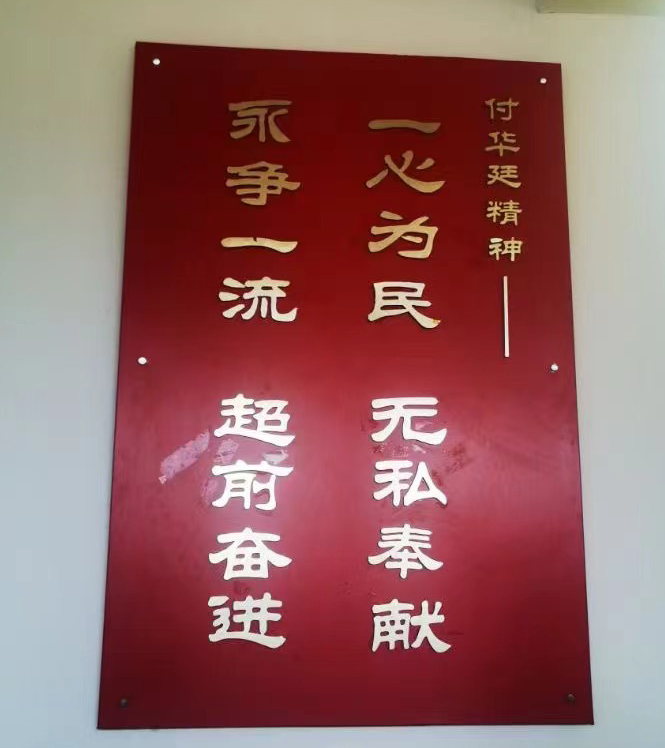 付华廷精神——
一心为民 无私奉献
永争一流 超前奋进